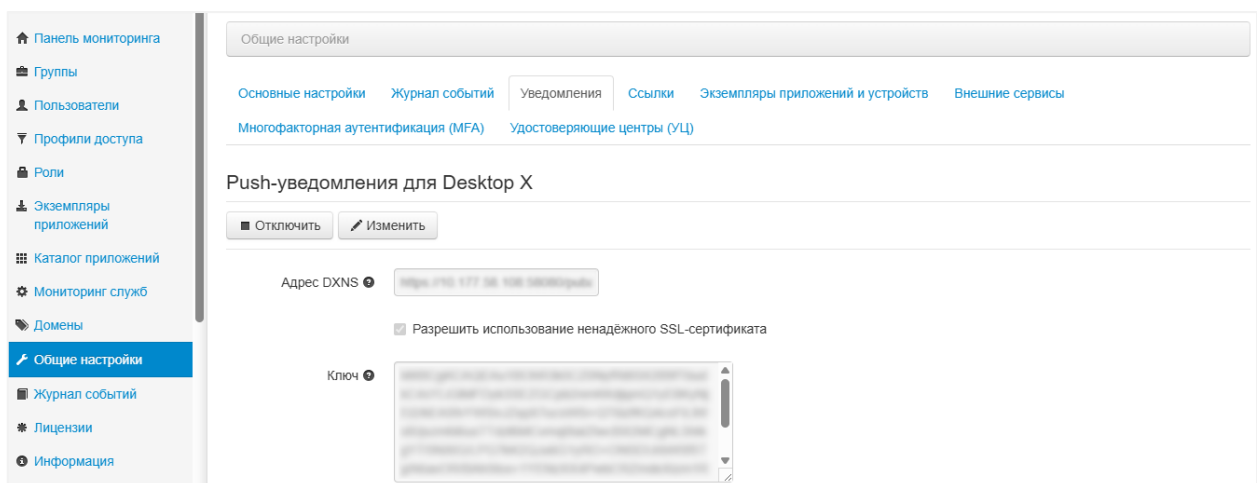 Панель мониторинга
Группы
Пользователи
Профили доступа
Роли
Экземпляры
приложений
Каталог приложений
Мониторинг служб
Домены
Общие настройки
Журнал событий
Лицензии
Информация
Общие настройки
Основные настройки Журнал событий Уведомления Ссылки Экземпляры приложений и устройств Внешние сервисы
Многофакторная аутентификация (MFA) Удостоверяющие центры (УЦ)
Push-уведомления для Desktop X
Отключить Изменить
Адрес DXNS
Разрешить использование ненадёжного SSL-сертификата
Ключ